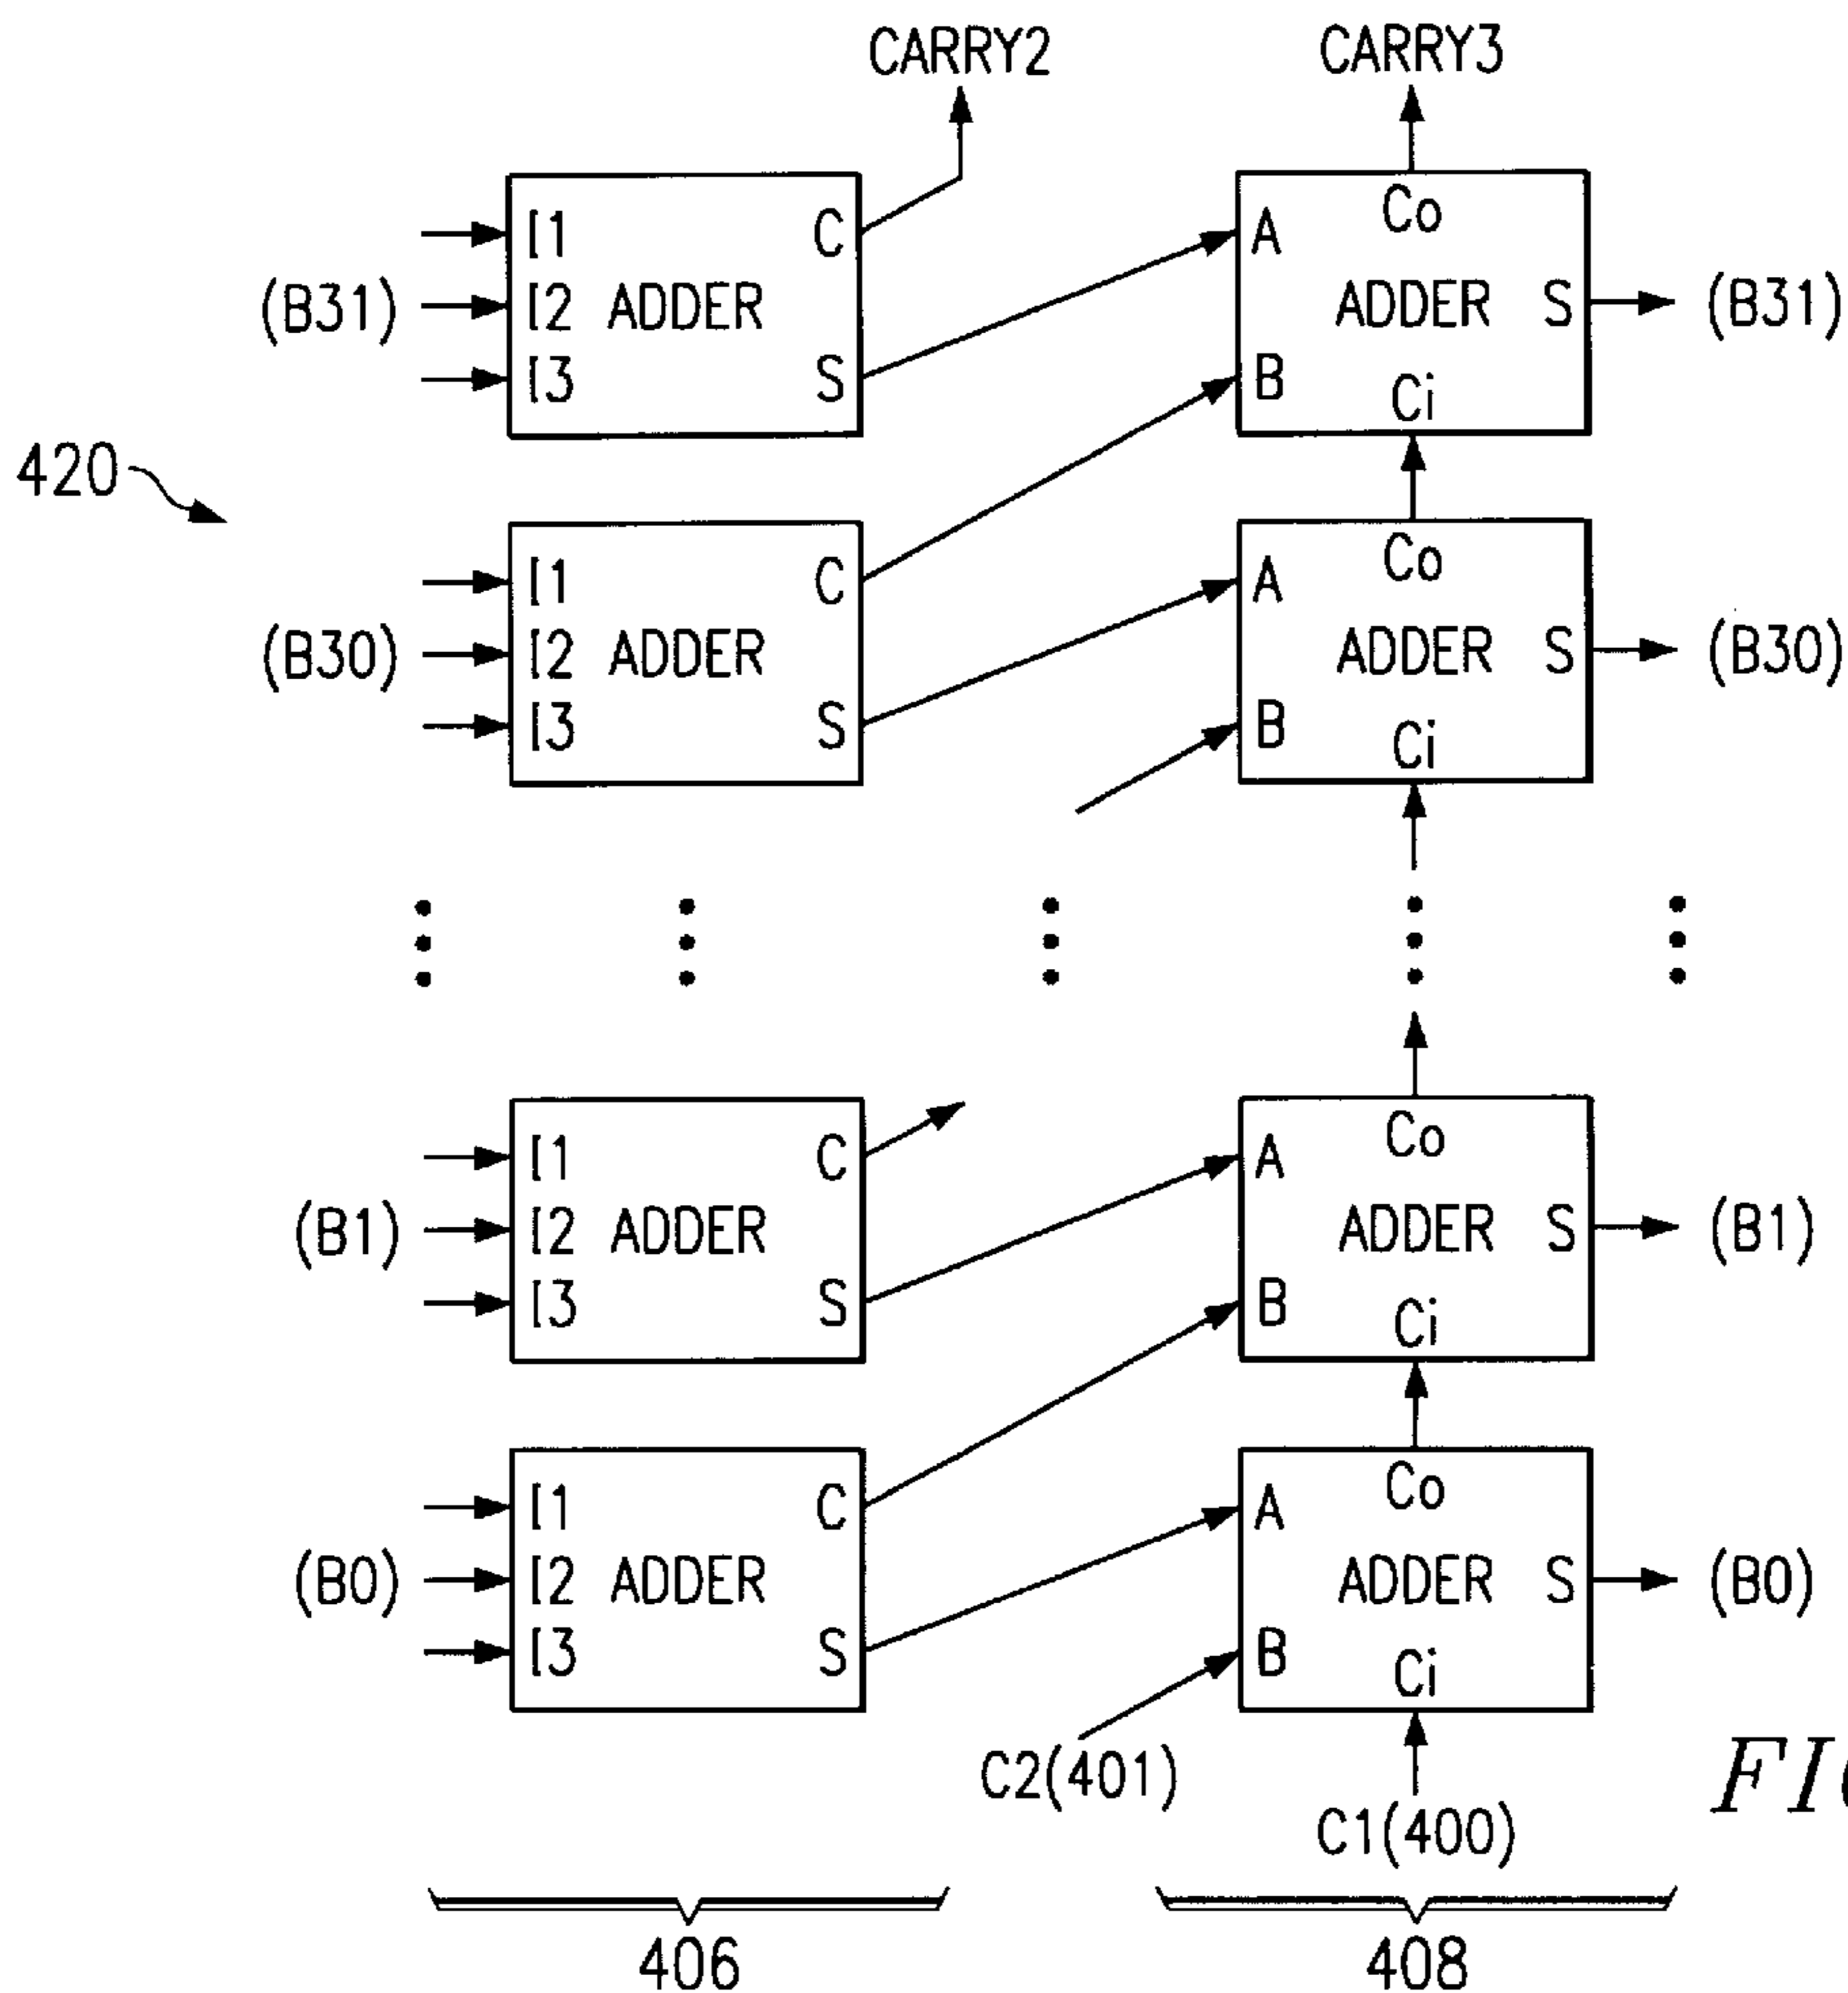 CARRY2 CARRY3
I1 C A Co
(B31) I2 ADDER ADDER S (B31)
I3 S B Ci
420
I1 C A Co
(B30) I2 ADDER ADDER S (B30)
I3 S B Ci
I1 C A Co
(B1) I2 ADDER ADDER S (B1)
I3 S B Ci
I1 C A Co
(B0) I2 ADDER ADDER S (B0)
I3 S B Ci
C2(401)
C1(400)
406 408